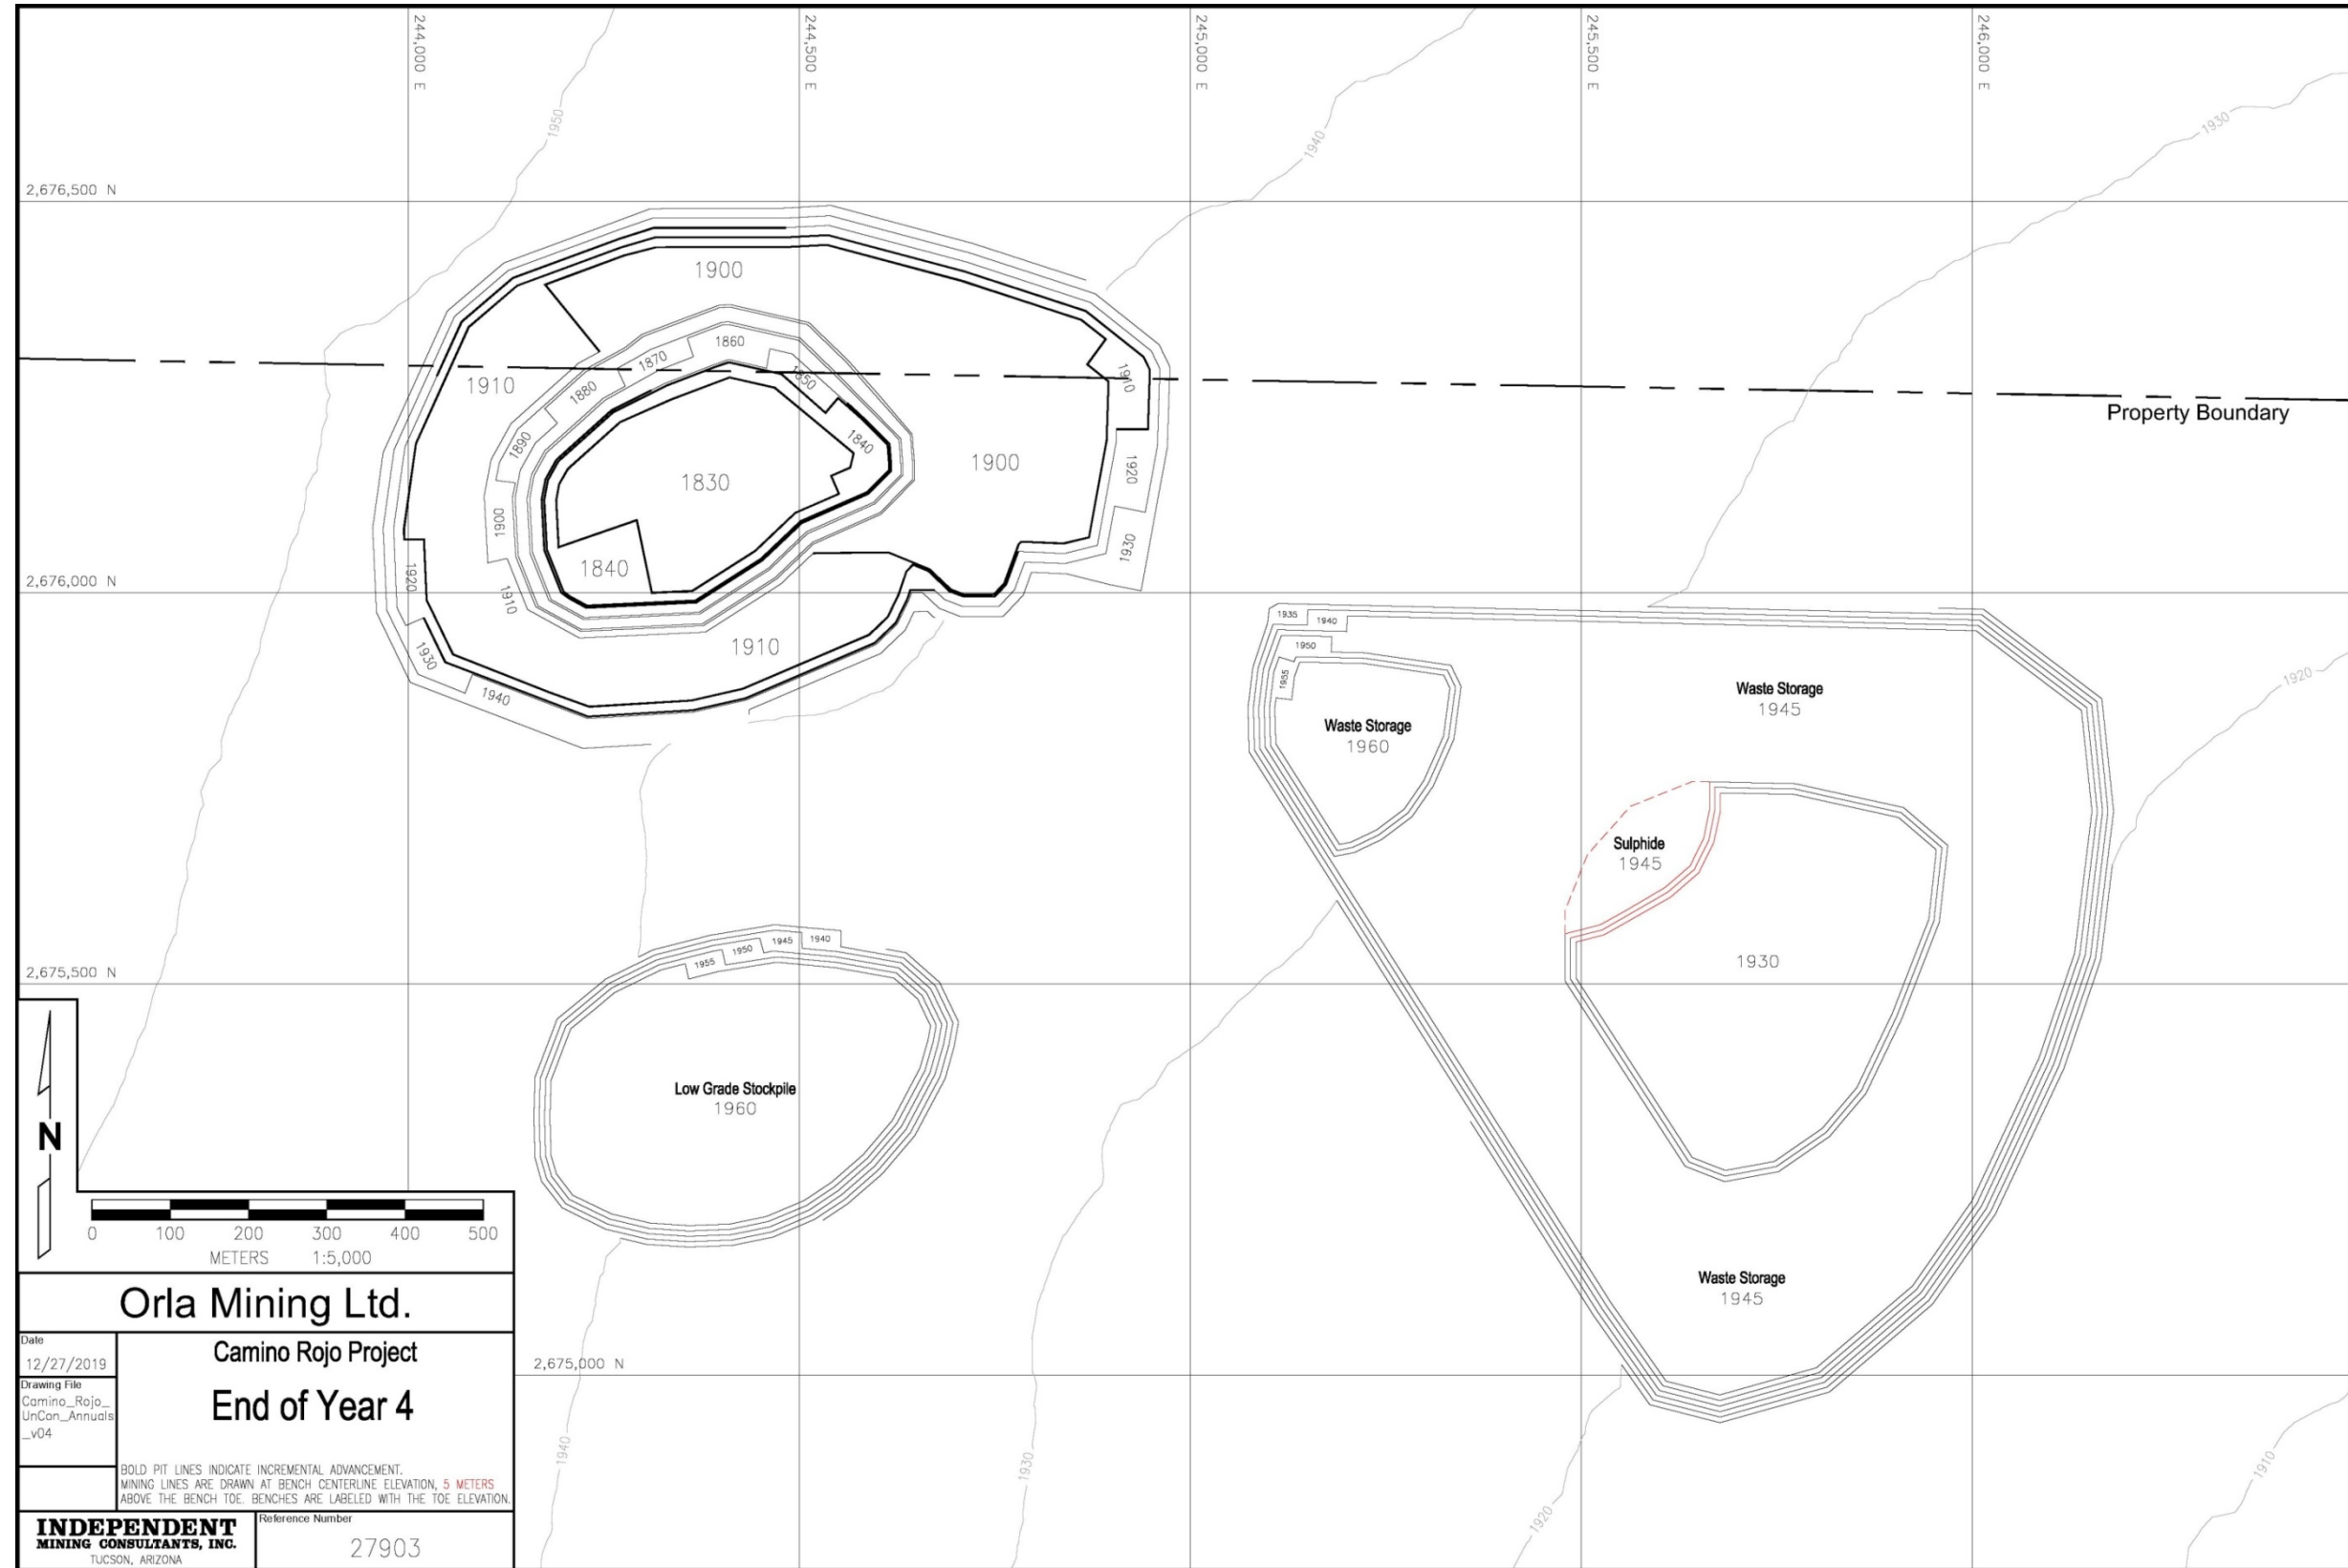 244,000 E
244,500 E
245,000 E
245,500 E
246,000 E
1950
1940
1930
2,676,500 N
1900
1860
1870
1850
1910
1880
1910
Property Boundary
1890
1840
1900
1920
1830
1900
1930
1840
1920
2,676,000 N
1910
1935
1940
1910
1950
1930
1955
1920
1940
Waste Storage
1945
Waste Storage
1960
Sulphide
1945
1940
1945
1950
1955
1930
2,675,500 N
Low Grade Stockpile
1960
N
0 100 200 300 400 500
METERS 1:5,000
Waste Storage
1945
Orla Mining Ltd.
Date
12/27/2019
Camino Rojo Project
2,675,000 N
Drawing File
Camino_Rojo_
UnCon_Annuals
_v04
End of Year 4
1940
1930
1920
1910
BOLD PIT LINES INDICATE INCREMENTAL ADVANCEMENT.
MINING LINES ARE DRAWN AT BENCH CENTERLINE ELEVATION, 5 METERS
ABOVE THE BENCH TOE. BENCHES ARE LABELED WITH THE TOE ELEVATION.
INDEPENDENT
MINING CONSULTANTS, INC.
TUCSON, ARIZONA
Reference Number
27903